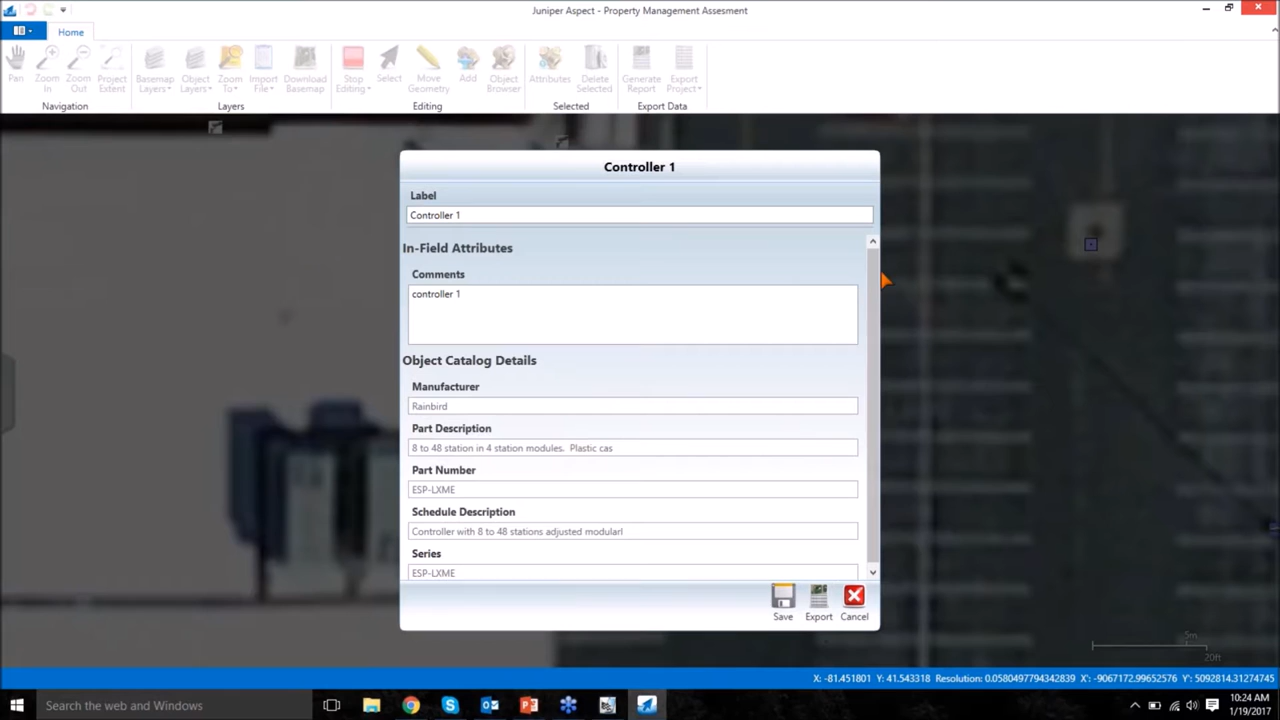 Juniper Aspect - Property Management Assesment
Home
Pan
Zoom In
Zoom Out
Project Extent
Basemap Layers
Object Layers
Zoom To
Import File
Download Basemap
Stop Editing
Select
Move Geometry
Add
Object Browser
Attributes
Delete Selected
Generate Report
Export Project
Navigation
Layers
Editing
Selected
Export Data
Controller 1
Label
Controller 1
In-Field Attributes
Comments
controller 1
Object Catalog Details
Manufacturer
Rainbird
Part Description
8 to 48 station in 4 station modules. Plastic cas
Part Number
ESP-LXME
Schedule Description
Controller with 8 to 48 stations adjusted modularl
Series
ESP-LXME
Save
Export
Cancel
5m
20ft
X: -81.451801 Y: 41.543318 Resolution: 0.0580497794342839 X': -9067172.99652576 Y': 5092814.31274745
Search the web and Windows
10:24 AM
1/19/2017